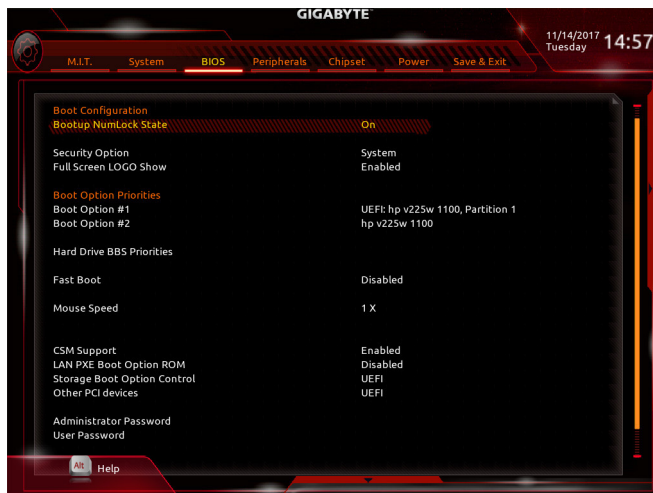 GIGABYTE™
11/14/2017 14:57
Tuesday
M.I.T. System BIOS Peripherals Chipset Power Save & Exit
Boot Configuration
Bootup NumLock State On
Security Option System
Full Screen LOGO Show Enabled
Boot Option Priorities
Boot Option #1 UEFI: hp v225w 1100, Partition 1
Boot Option #2 hp v225w 1100
Hard Drive BBS Priorities
Fast Boot Disabled
Mouse Speed 1 X
CSM Support Enabled
LAN PXE Boot Option ROM Disabled
Storage Boot Option Control UEFI
Other PCI devices UEFI
Administrator Password
User Password
Alt Help